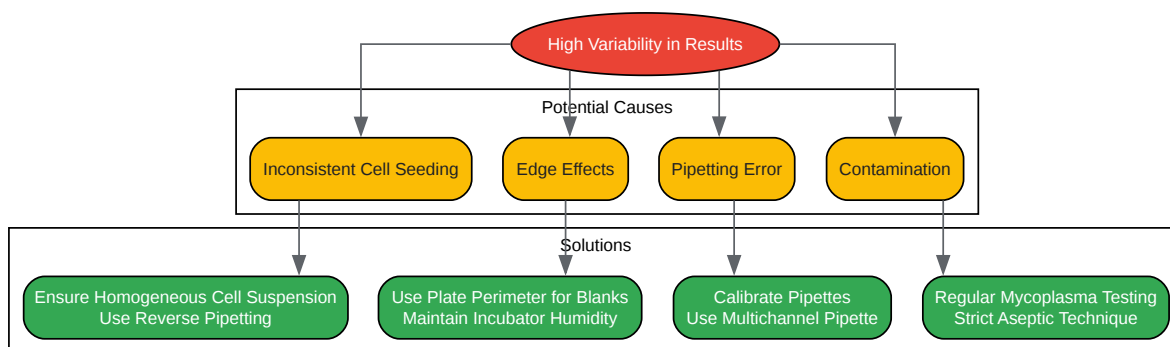 High Variability in Results
Potential Causes
Inconsistent Cell Seeding
Edge Effects
Pipetting Error
Contamination
Solutions
Ensure Homogeneous Cell Suspension
Use Reverse Pipetting
Use Plate Perimeter for Blanks
Maintain Incubator Humidity
Calibrate Pipettes
Use Multichannel Pipette
Regular Mycoplasma Testing
Strict Aseptic Technique